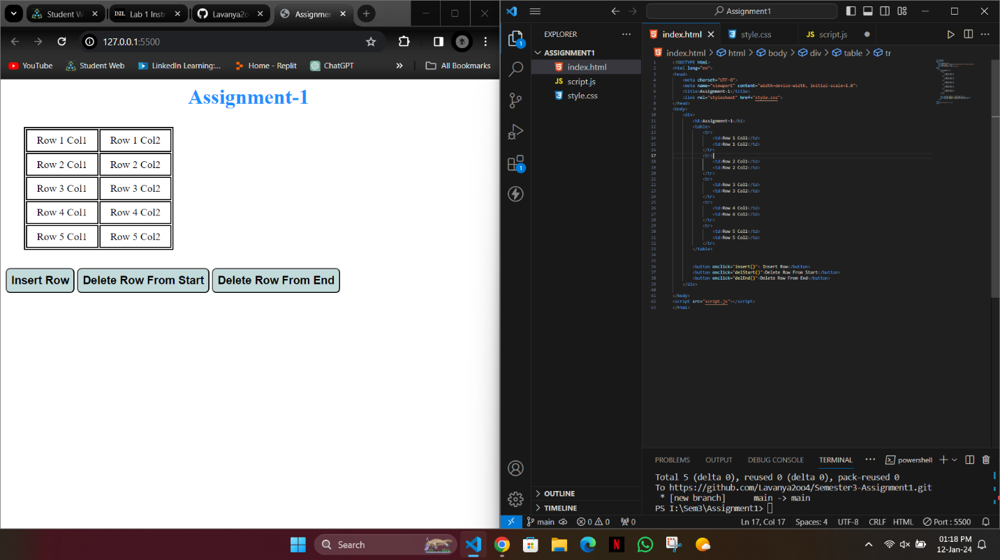 Student W
Lab 1 Instr
Lavanya2o
Assignmen
127.0.0.1:5500
YouTube
Student Web
LinkedIn Learning:...
Home - Replit
ChatGPT
»
All Bookmarks
Assignment-1
Row 1 Col1 Row 1 Col2
Row 2 Col1 Row 2 Col2
Row 3 Col1 Row 3 Col2
Row 4 Col1 Row 4 Col2
Row 5 Col1 Row 5 Col2
Insert Row Delete Row From Start Delete Row From End
Assignment1
EXPLORER
ASSIGNMENT1
index.html
JS script.js
style.css
OUTLINE
TIMELINE
index.html
style.css
JS script.js
index.html > html > body > div > table > tr
1 <!DOCTYPE html>
2 <html lang="en">
3 <head>
4 <meta charset="UTF-8">
5 <meta name="viewport" content="width=device-width, initial-scale=1.0">
6 <title>Assignment-1</title>
7 <link rel="stylesheet" href="style.css">
8 </head>
9 <body>
10 <div>
11 <h1>Assignment-1</h1>
12 <table>
13 <tr>
14 <td>Row 1 Col1</td>
15 <td>Row 1 Col2</td>
16 </tr>
17 <tr>
18 <td>Row 2 Col1</td>
19 <td>Row 2 Col2</td>
20 </tr>
21 <tr>
22 <td>Row 3 Col1</td>
23 <td>Row 3 Col2</td>
24 </tr>
25 <tr>
26 <td>Row 4 Col1</td>
27 <td>Row 4 Col2</td>
28 </tr>
29 <tr>
30 <td>Row 5 Col1</td>
31 <td>Row 5 Col2</td>
32 </tr>
33 </table>
34
35
36 <button onclick="insert()"> Insert Row</button>
37 <button onclick="delStart()">Delete Row From Start</button>
38 <button onclick="delEnd()">Delete Row From End</button>
39 </div>
40
41 </body>
42 <script src="script.js"></script>
43 </html>
PROBLEMS OUTPUT DEBUG CONSOLE TERMINAL ... powershell
Total 5 (delta 0), reused 0 (delta 0), pack-reused 0
To https://github.com/Lavanya2oo4/Semester3-Assignment1.git
* [new branch] main -> main
PS I:\Sem3\Assignment1>
main 0 0 0 Ln 17, Col 17 Spaces: 4 UTF-8 CRLF HTML Port : 5500
Search
N
01:18 PM
12-Jan-24